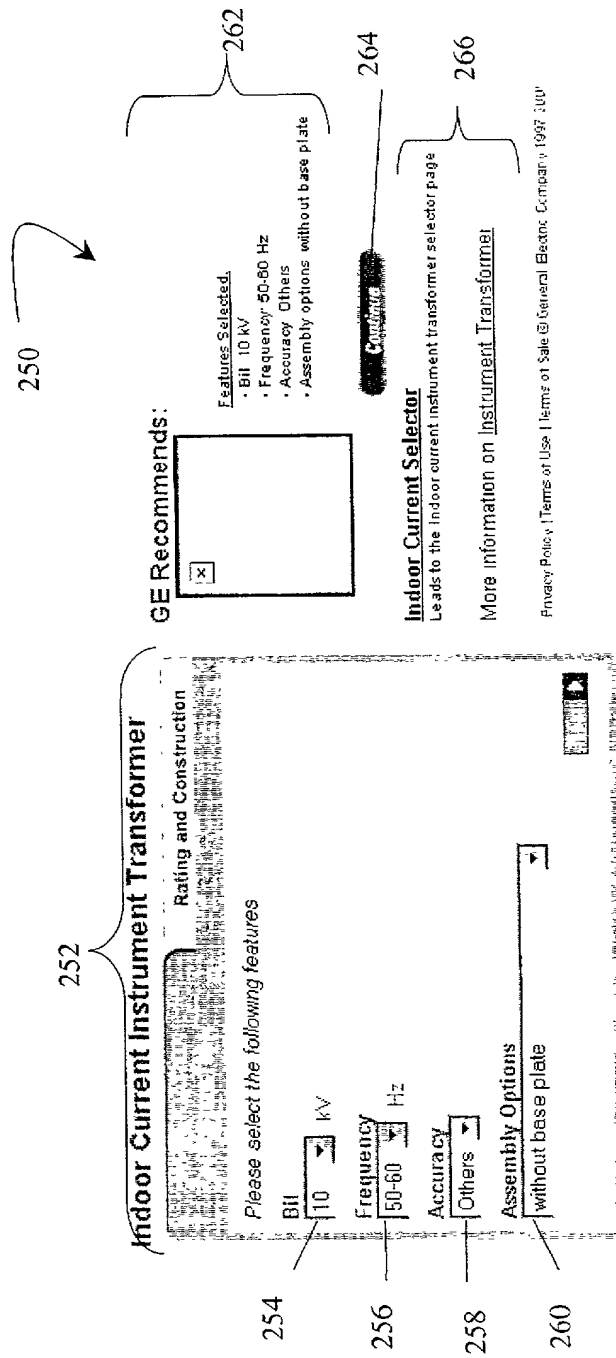 250
252
Indoor Current Instrument Transformer
Rating and Construction
Please select the following features
Bil
10 kV
Frequency
50-60 Hz
Accuracy
Others
Assembly Options
without base plate
254
256
258
260
GE Recommends:
x
Features Selected.
· Bil 10 kV
· Frequency 50-60 Hz
· Accuracy Others
· Assembly options without base plate
262
264
Indoor Current Selector
Leads to the Indoor current instrument transformer selector page
More information on Instrument Transformer
266
Privacy Policy | Terms of Use | Terms of Sale © General Electric Company 1997